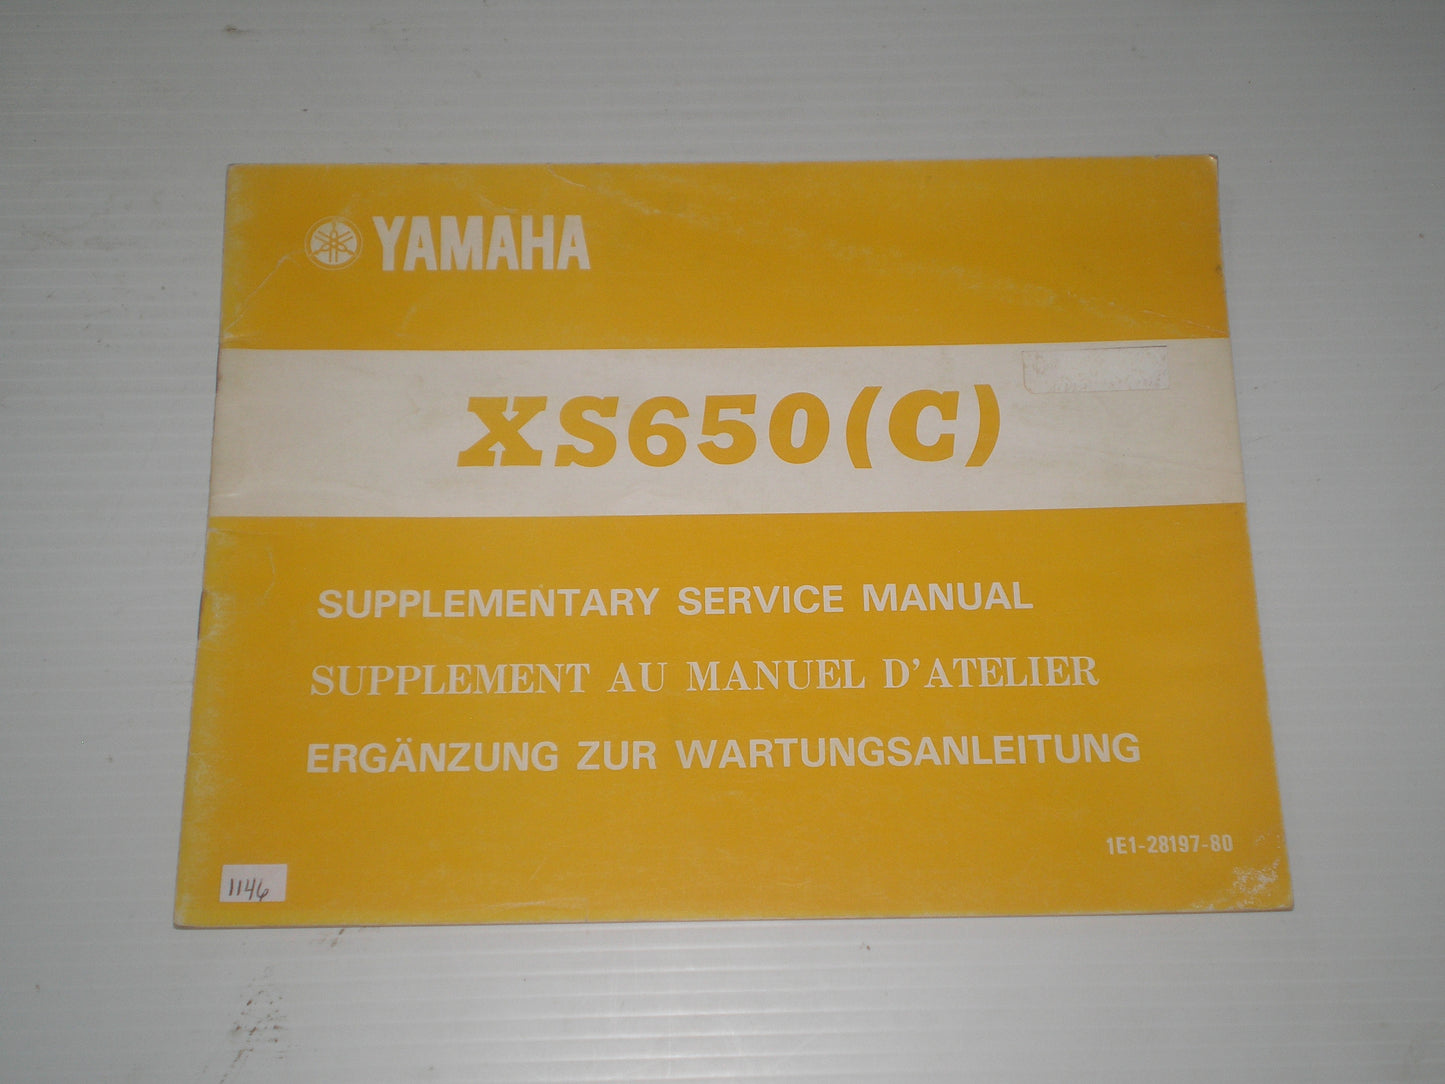 YAMAHA
XS650(C)
SUPPLEMENTARY SERVICE MANUAL
SUPPLEMENT AU MANUEL D'ATELIER
ERGÄNZUNG ZUR WARTUNGSANLEITUNG
1E1-28197-80
1146